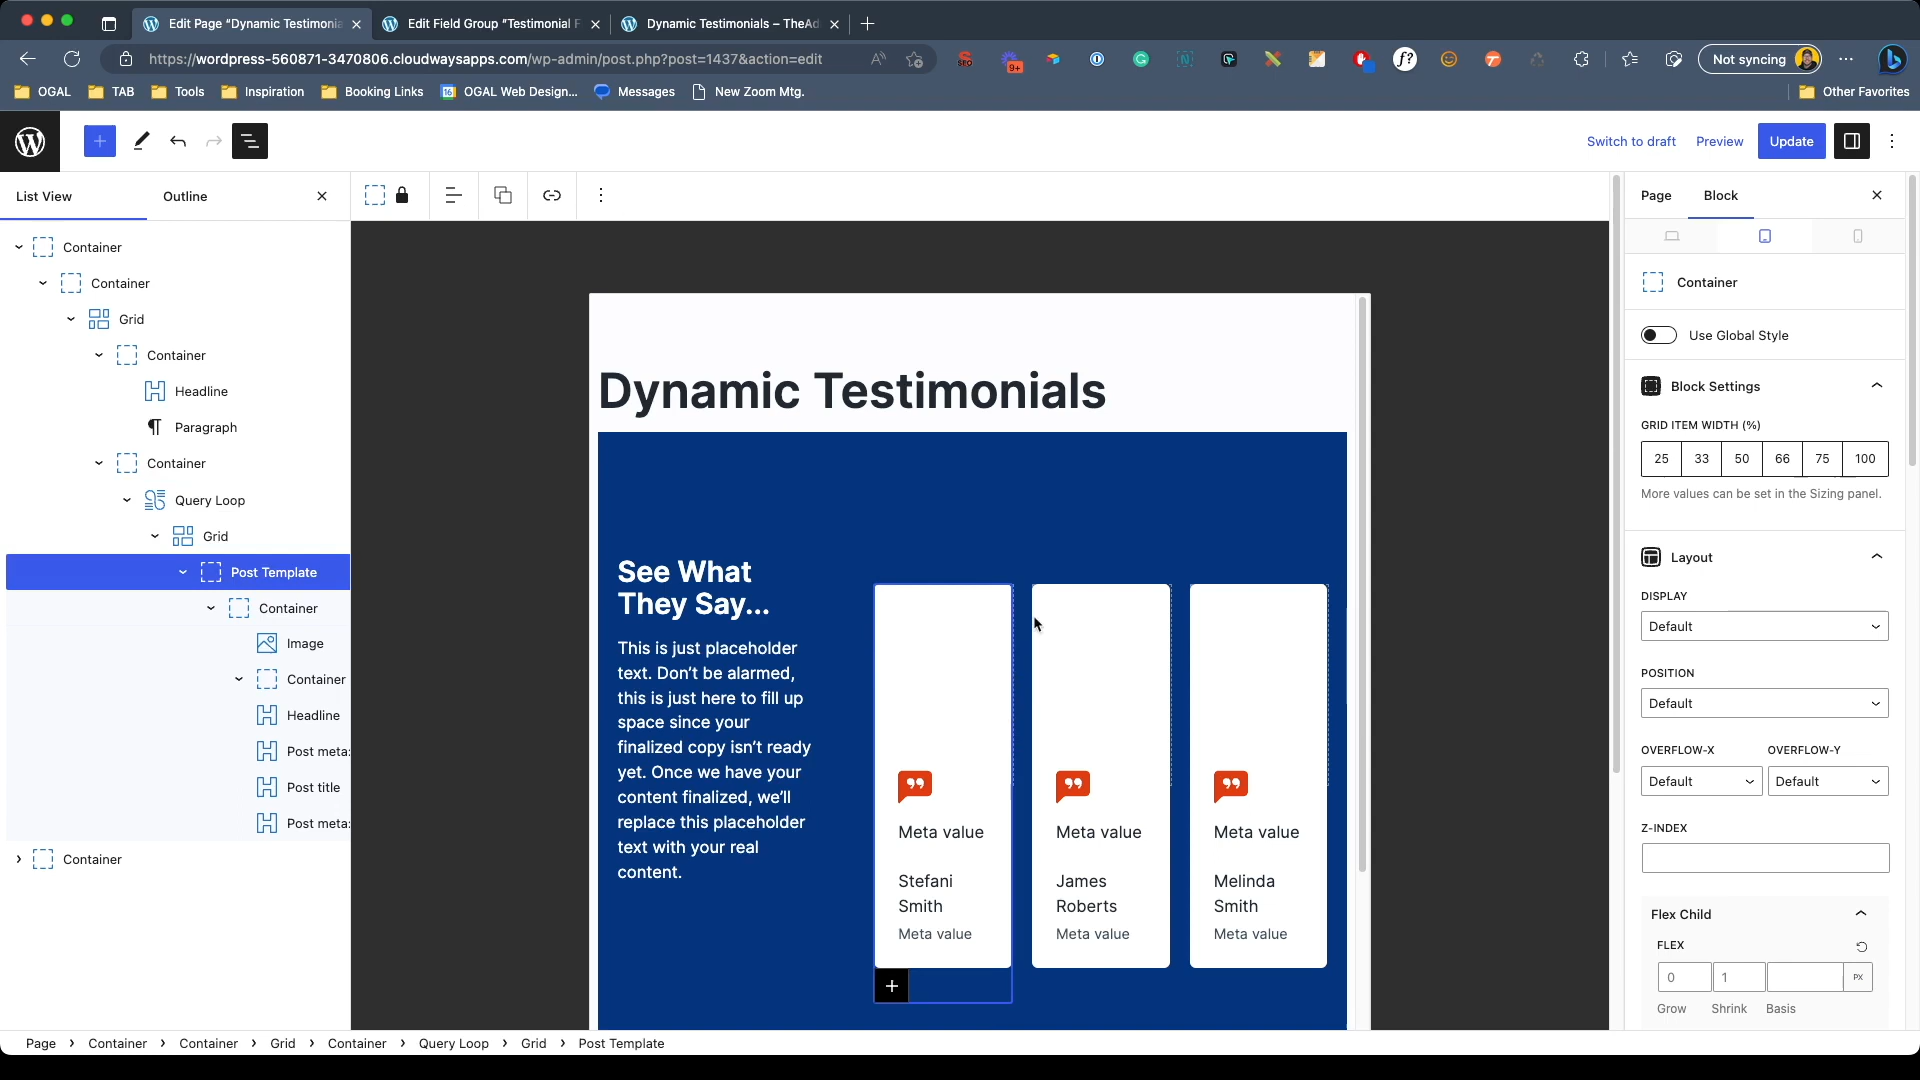 Edit Page “Dynamic Testimonia
Edit Field Group “Testimonial F
Dynamic Testimonials – TheAd
https://wordpress-560871-3470806.cloudwaysapps.com/wp-admin/post.php?post=1437&action=edit
9+
f?
Not syncing
OGAL
TAB
Tools
Inspiration
Booking Links
16
OGAL Web Design...
Messages
New Zoom Mtg.
Other Favorites
Switch to draft
Preview
Update
List View
Outline
Page
Block
Container
Container
Grid
Container
Headline
Paragraph
Container
Query Loop
Grid
Post Template
Container
Image
Container
Headline
Post meta:
Post title
Post meta:
Container
Dynamic Testimonials
See What
They Say...
This is just placeholder
text. Don’t be alarmed,
this is just here to fill up
space since your
finalized copy isn’t ready
yet. Once we have your
content finalized, we’ll
replace this placeholder
text with your real
content.
Meta value
Stefani
Smith
Meta value
Meta value
James
Roberts
Meta value
Meta value
Melinda
Smith
Meta value
Container
Use Global Style
Block Settings
GRID ITEM WIDTH (%)
25 33 50 66 75 100
More values can be set in the Sizing panel.
Layout
DISPLAY
Default
POSITION
Default
OVERFLOW-X OVERFLOW-Y
Default Default
Z-INDEX
Flex Child
FLEX
0 1 PX
Grow Shrink Basis
Page › Container › Container › Grid › Container › Query Loop › Grid › Post Template